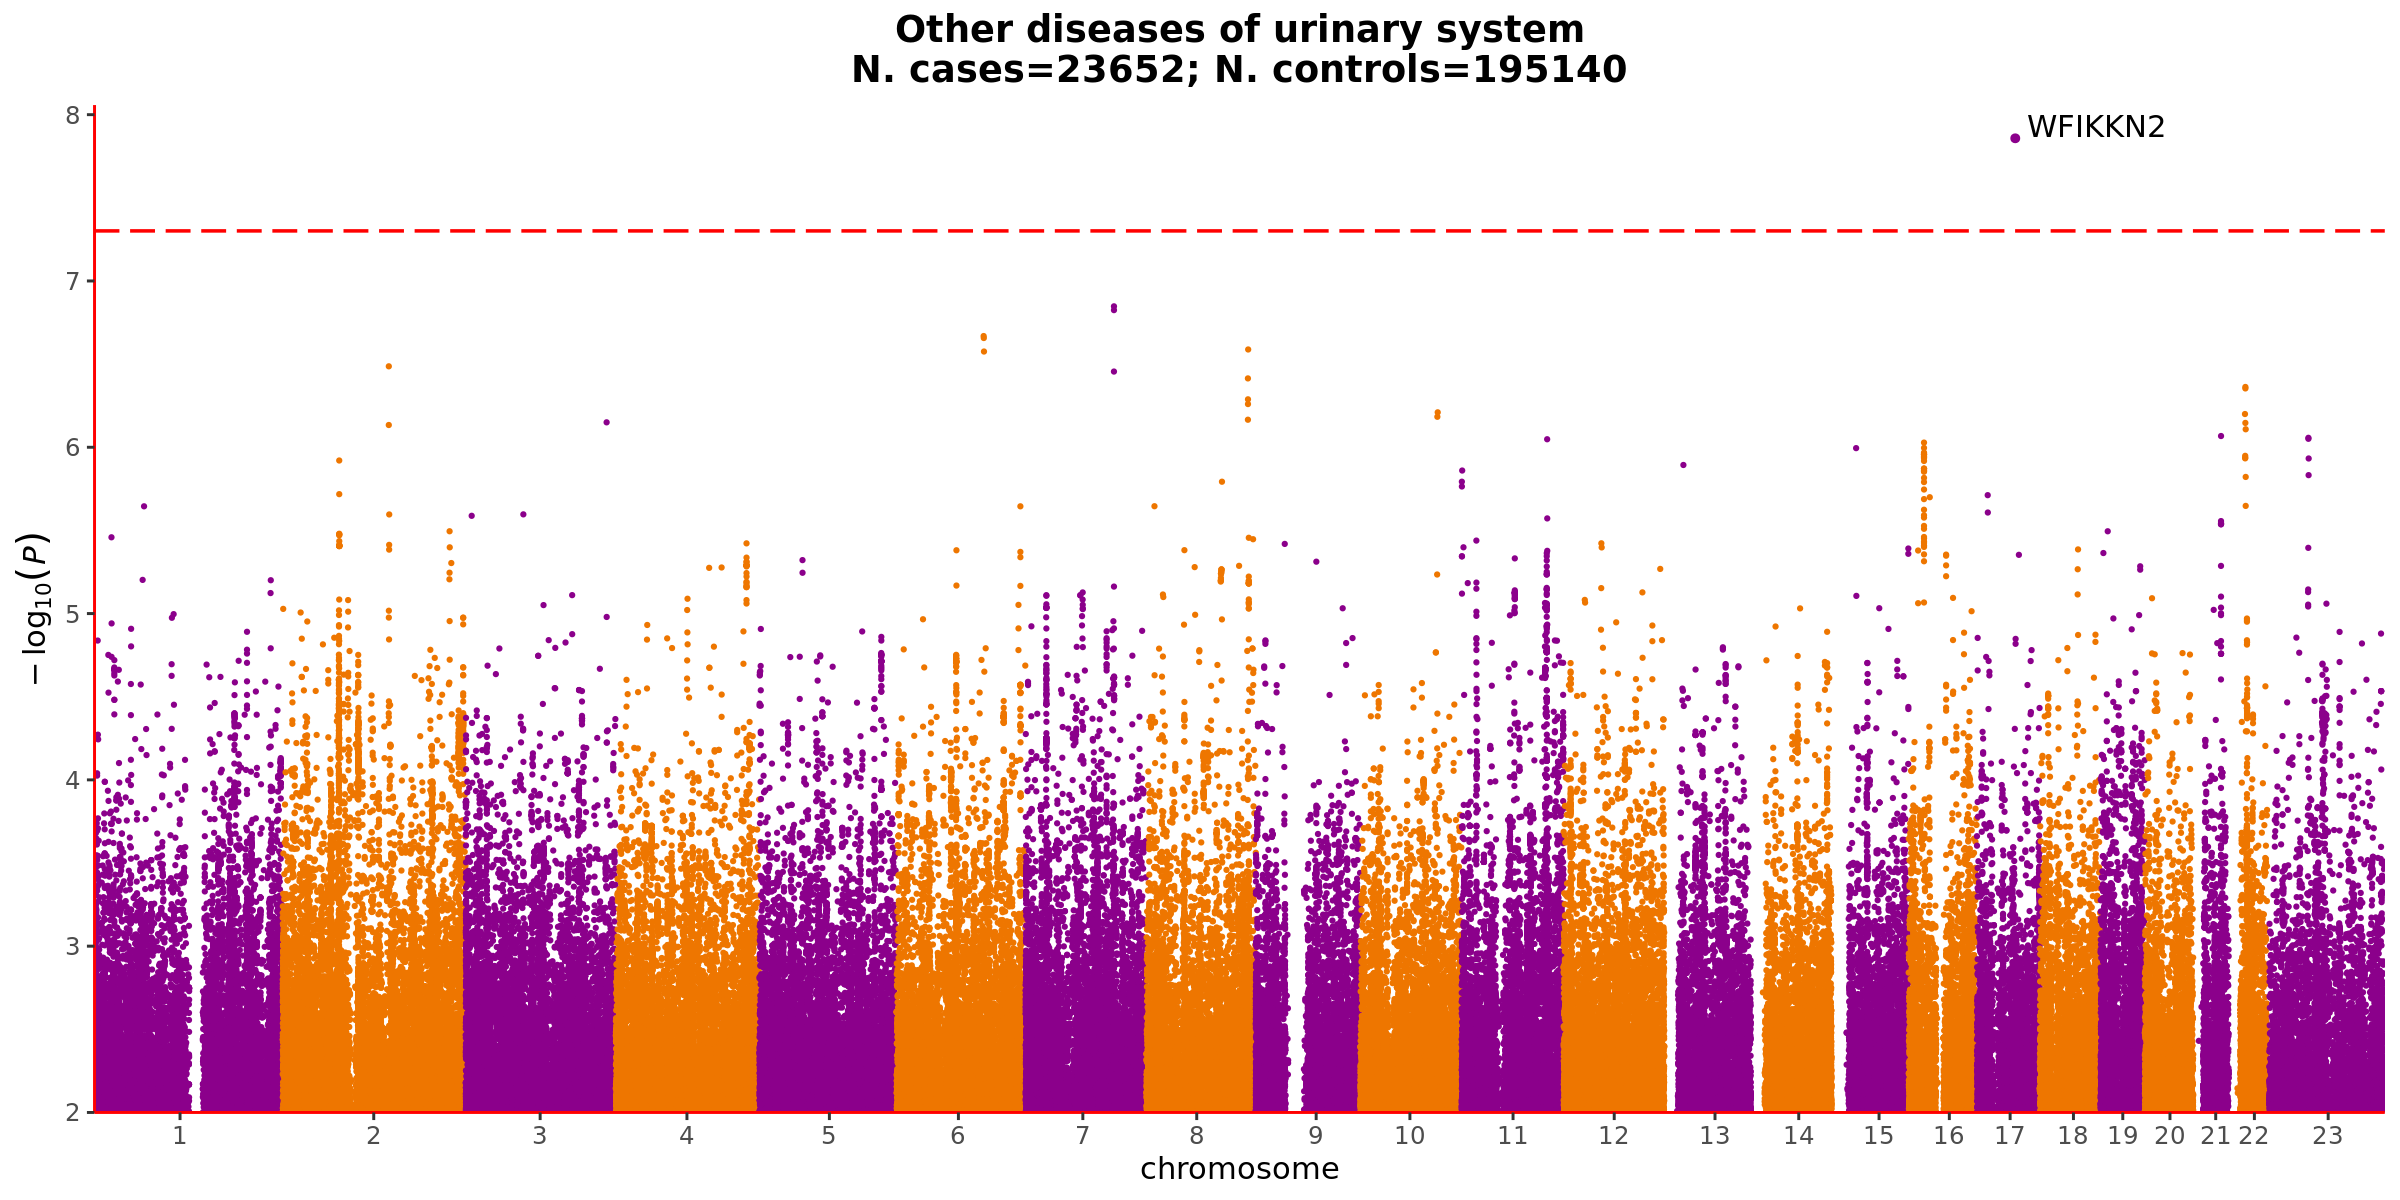 Other diseases of urinary system
N. cases=23652; N. controls=195140
WFIKKN2
8
7
6
5
4
3
2
−log10(P)
1 2 3 4 5 6 7 8 9 10 11 12 13 14 15 16 17 18 19 20 21 22 23
chromosome